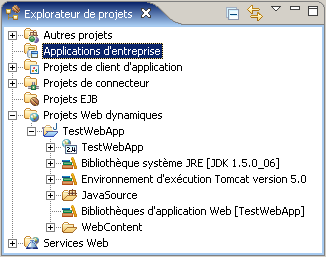 Explorateur de projets
Autres projets
Applications d'entreprise
Projets de client d'application
Projets de connecteur
Projets EJB
Projets Web dynamiques
TestWebApp
TestWebApp
Bibliothèque système JRE [JDK 1.5.0_06]
Environnement d'exécution Tomcat version 5.0
JavaSource
Bibliothèques d'application Web [TestWebApp]
WebContent
Services Web